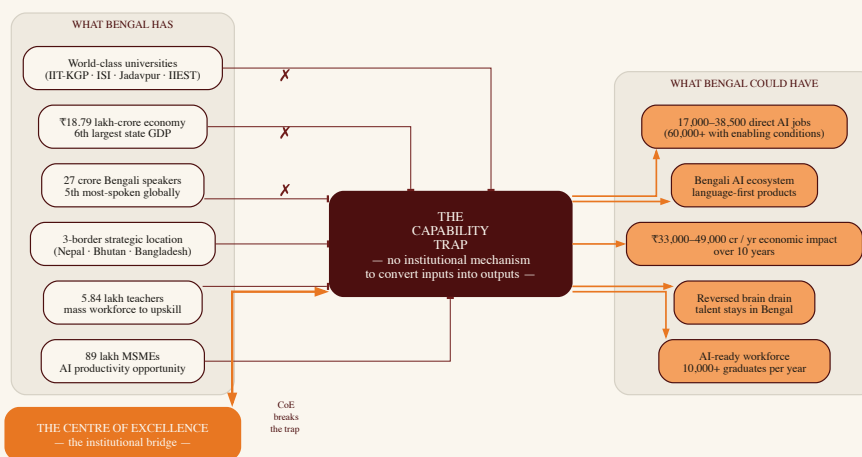 WHAT BENGAL HAS
World-class universities
(IIT-KGP · ISI · Jadavpur · IIEST)
₹18.79 lakh-crore economy
6th largest state GDP
27 crore Bengali speakers
5th most-spoken globally
3-border strategic location
(Nepal · Bhutan · Bangladesh)
5.84 lakh teachers
mass workforce to upskill
89 lakh MSMEs
AI productivity opportunity
THE CENTRE OF EXCELLENCE
— the institutional bridge —
✗
✗
✗
CoE
breaks
the trap
THE
CAPABILITY
TRAP
— no institutional mechanism
to convert inputs into outputs —
WHAT BENGAL COULD HAVE
17,000–38,500 direct AI jobs
(60,000+ with enabling conditions)
Bengali AI ecosystem
language-first products
₹33,000–49,000 cr / yr economic impact
over 10 years
Reversed brain drain
talent stays in Bengal
AI-ready workforce
10,000+ graduates per year